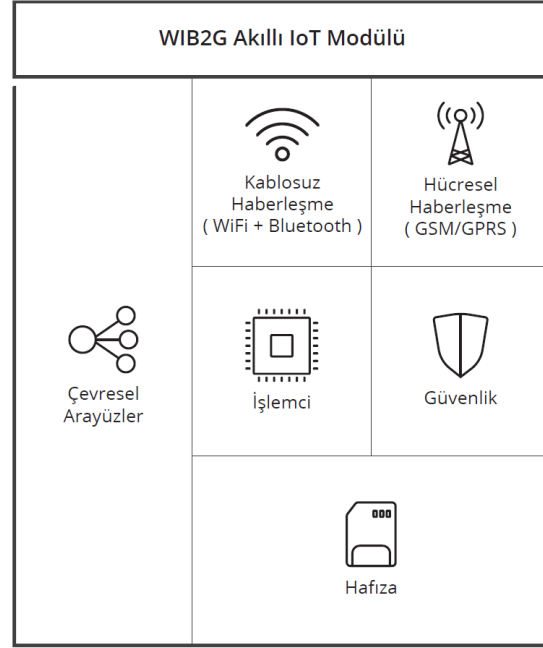 WIB2G Akıllı IoT Modülü
Kablosuz
Haberleşme
( WiFi + Bluetooth )
Hücresel
Haberleşme
( GSM/GPRS )
Çevresel
Arayüzler
İşlemci
Güvenlik
Hafıza